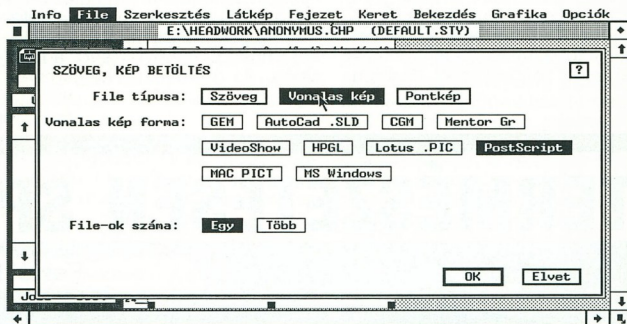 Info File Szerkesztés Látkép Fejezet Keret Bekezdés Grafika Opciók
E:\HEADWORK\ANONYMUS.CHP (DEFAULT.STY)
SZÖVEG, KÉP BETÖLTÉS ?
File típusa: Szöveg Vonalas kép Pontkép
Vonalas kép forma: GEM AutoCad .SLD CGM Mentor Gr
VideoShow HPGL Lotus .PIC PostScript
MAC PICT MS Windows
File-ok száma: Egy Több
OK Elvet